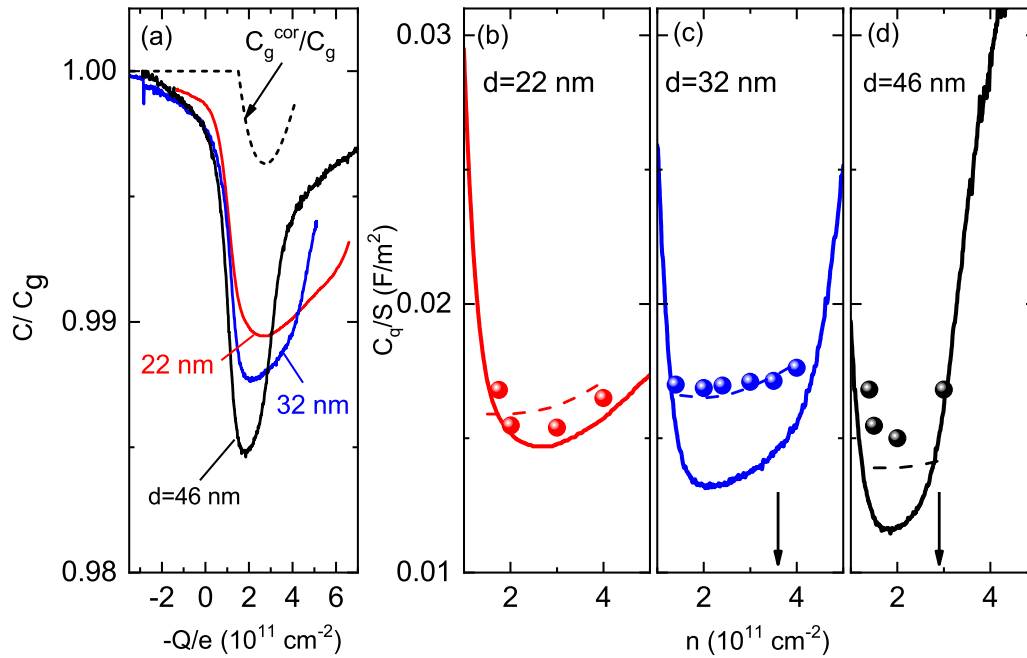 (a)
C_g^cor/C_g
1.00
0.99
0.98
C/ C_g
22 nm
32 nm
d=46 nm
-2 0 2 4 6
-Q/e (10^11 cm^-2)
(b)
d=22 nm
(c)
d=32 nm
(d)
d=46 nm
0.03
0.02
0.01
C_q/S (F/m^2)
2 4
2 4
2 4
n (10^11 cm^-2)